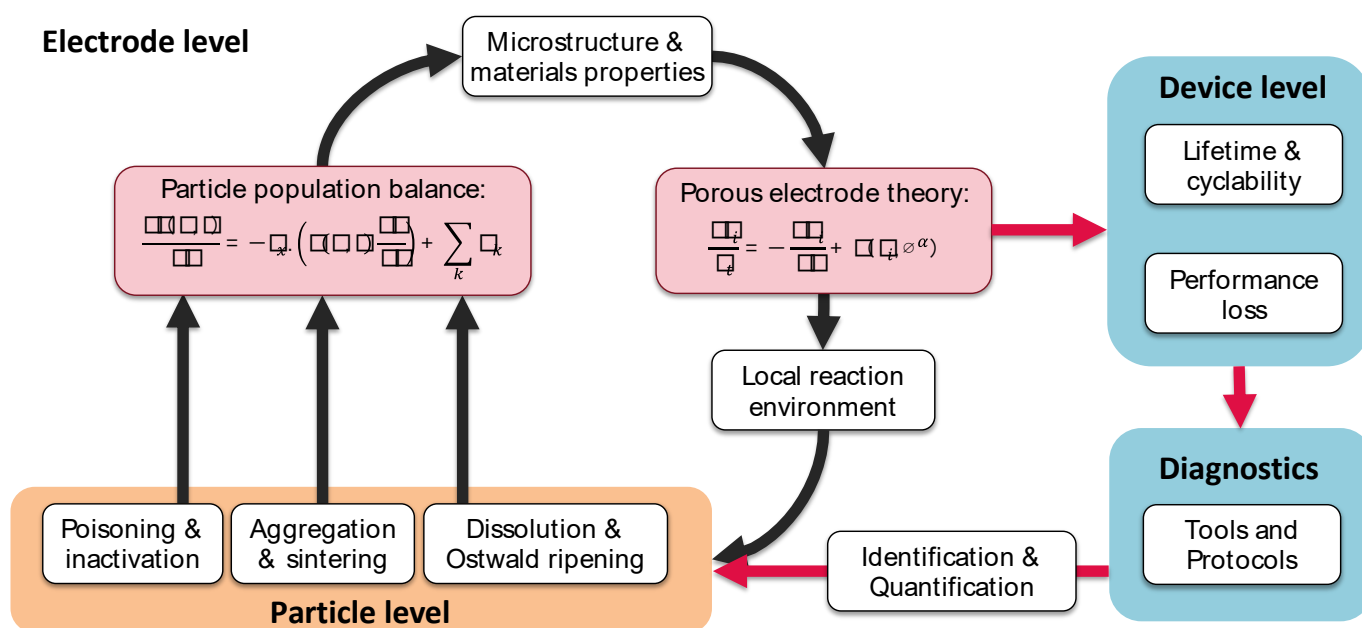 Electrode level
Microstructure &
materials properties
Device level
Lifetime &
cyclability
Performance
loss
Particle population balance:
Porous electrode theory:
Local reaction
environment
Diagnostics
Tools and
Protocols
Identification &
Quantification
Poisoning &
inactivation
Aggregation
& sintering
Dissolution &
Ostwald ripening
Particle level